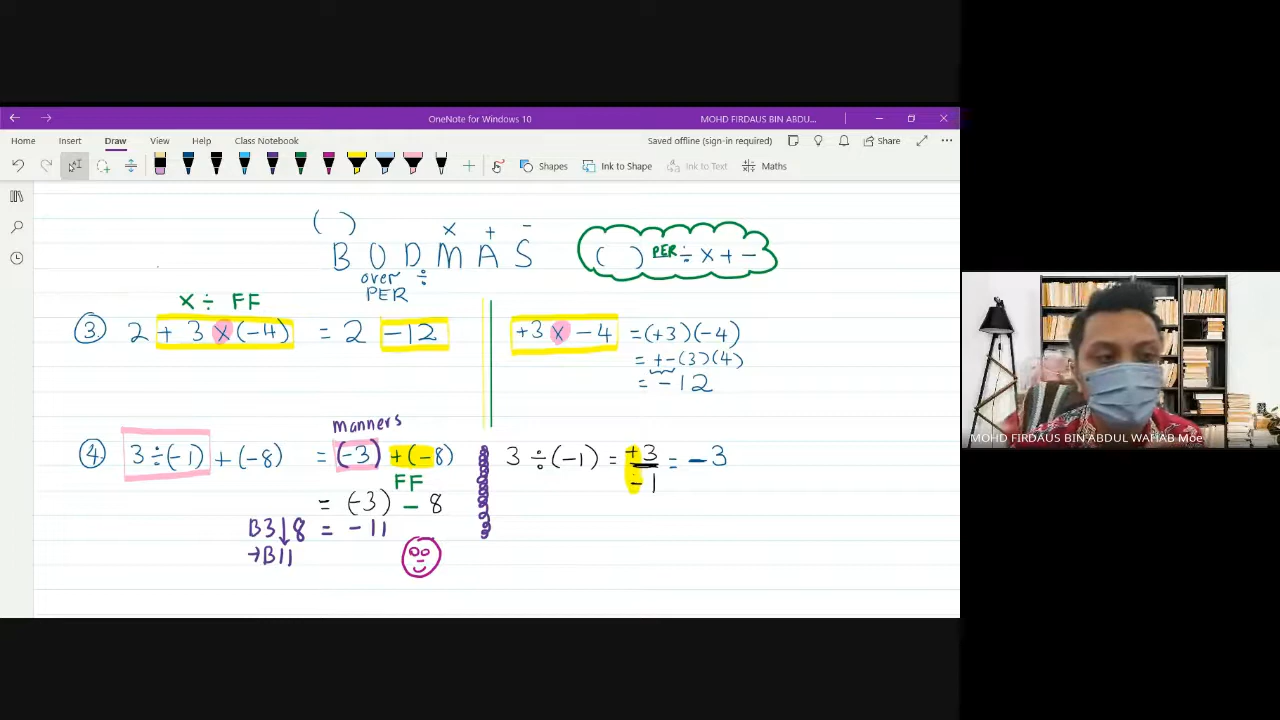 OneNote for Windows 10
MOHD FIRDAUS BIN ABDU...
Home Insert Draw View Help Class Notebook
Saved offline (sign-in required) Share
Shapes Ink to Shape Ink to Text Maths
( ) × + −
B O D M A S
over ÷
PER
( ) PER ÷ × + −
× ÷ FF
③ 2 + 3 × (−4) = 2 −12
+3 × −4 = (+3)(−4)
= +−(3)(4)
= −12
manners
④ 3÷(−1) + (−8) = (−3) +(−8)
FF
= (−3) − 8
B3↓8 = −11
→B11
3 ÷ (−1) = +3/−1 = −3
MOHD FIRDAUS BIN ABDUL WAHAB Moe